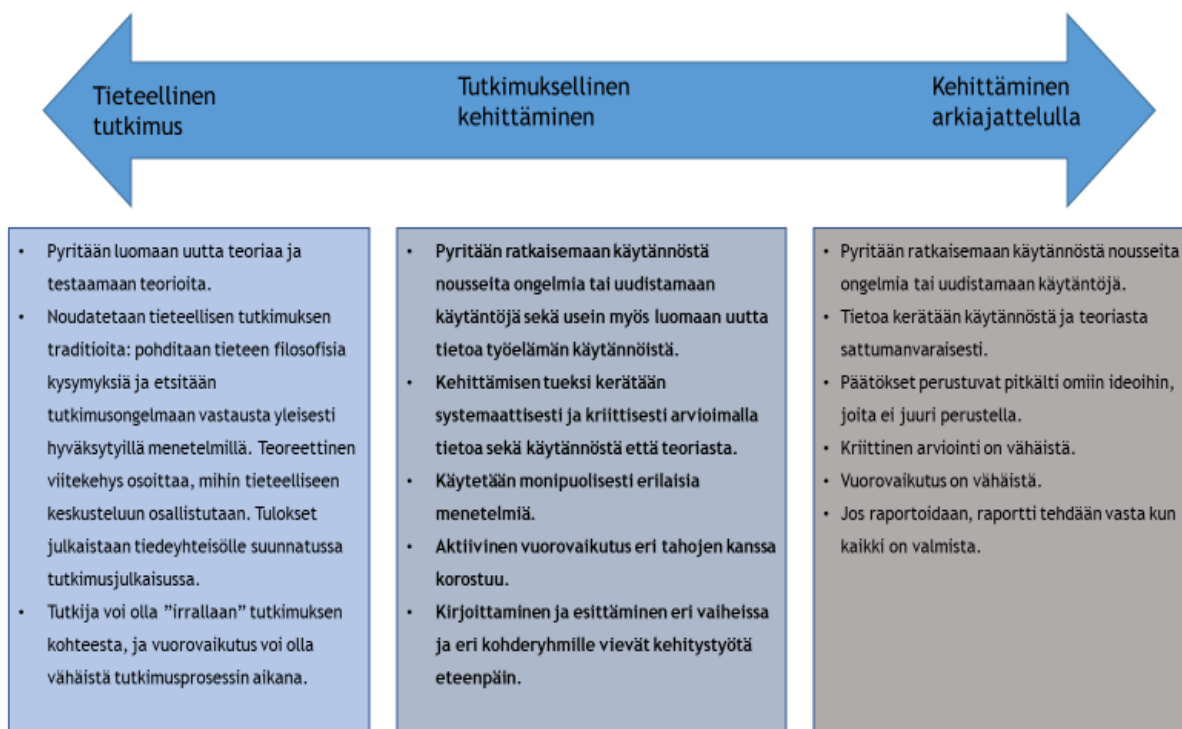 Tieteellinen
tutkimus
Tutkimuksellinen
kehittäminen
Kehittäminen
arkiajattelulla
• Pyritään luomaan uutta teoriaa ja
testaamaan teorioita.
• Noudatetaan tieteellisen tutkimuksen
traditioita: pohditaan tieteen filosofisia
kysymyksiä ja etsitään
tutkimusongelmaan vastausta yleisesti
hyväksytyillä menetelmillä. Teoreettinen
viitekehys osoittaa, mihin tieteelliseen
keskusteluun osallistutaan. Tulokset
julkaistaan tiedeyhteisölle suunnatussa
tutkimusjulkaisussa.
• Tutkija voi olla ”irrallaan” tutkimuksen
kohteesta, ja vuorovaikutus voi olla
vähäistä tutkimusprosessin aikana.
• Pyritään ratkaisemaan käytännöstä
nousseita ongelmia tai uudistamaan
käytäntöjä sekä usein myös luomaan uutta
tietoa työelämän käytännöistä.
• Kehittämisen tueksi kerätään
systemaattisesti ja kriittisesti arvioimalla
tietoa sekä käytännöstä että teoriasta.
• Käytetään monipuolisesti erilaisia
menetelmiä.
• Aktiivinen vuorovaikutus eri tahojen kanssa
korostuu.
• Kirjoittaminen ja esittäminen eri vaiheissa
ja eri kohderyhmille vievät kehitystyötä
eteenpäin.
• Pyritään ratkaisemaan käytännöstä nousseita
ongelmia tai uudistamaan käytäntöjä.
• Tietoa kerätään käytännöstä ja teoriasta
sattumanvaraisesti.
• Päätökset perustuvat pitkälti omiin ideoihin,
joita ei juuri perustella.
• Kriittinen arviointi on vähäistä.
• Vuorovaikutus on vähäistä.
• Jos raportoidaan, raportti tehdään vasta kun
kaikki on valmista.